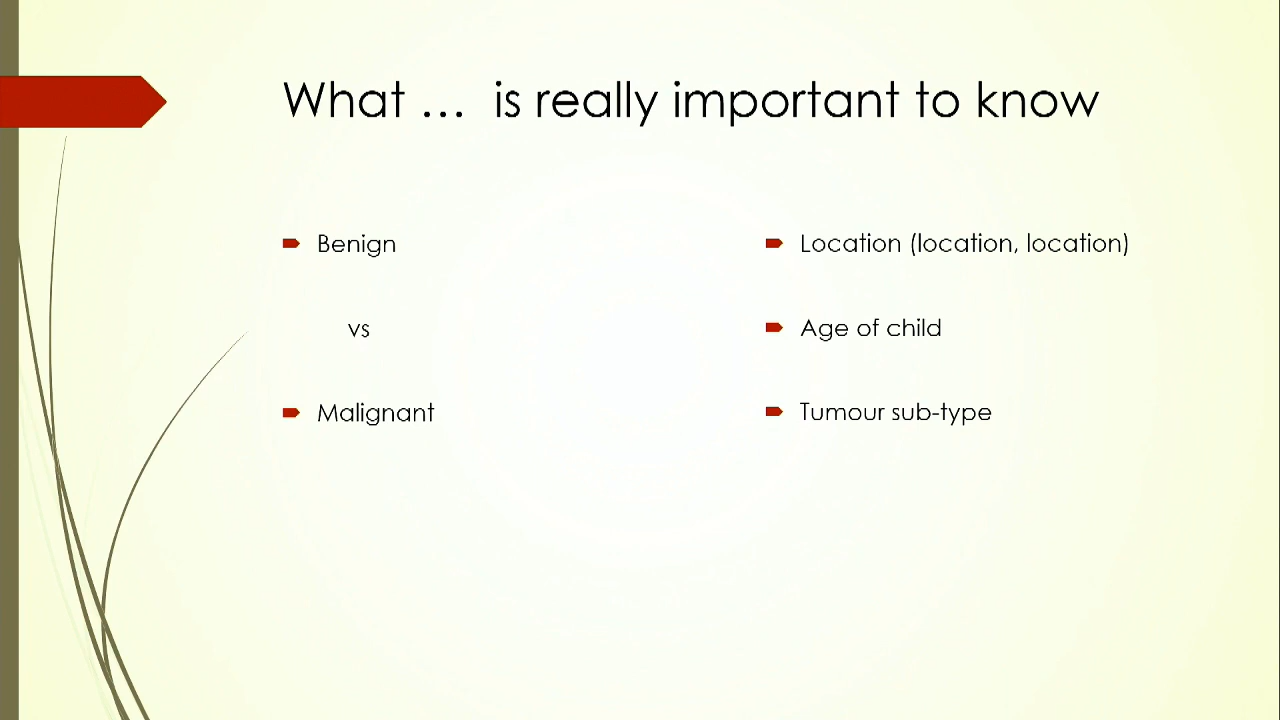 What … is really important to know
Benign
vs
Malignant
Location (location, location)
Age of child
Tumour sub-type